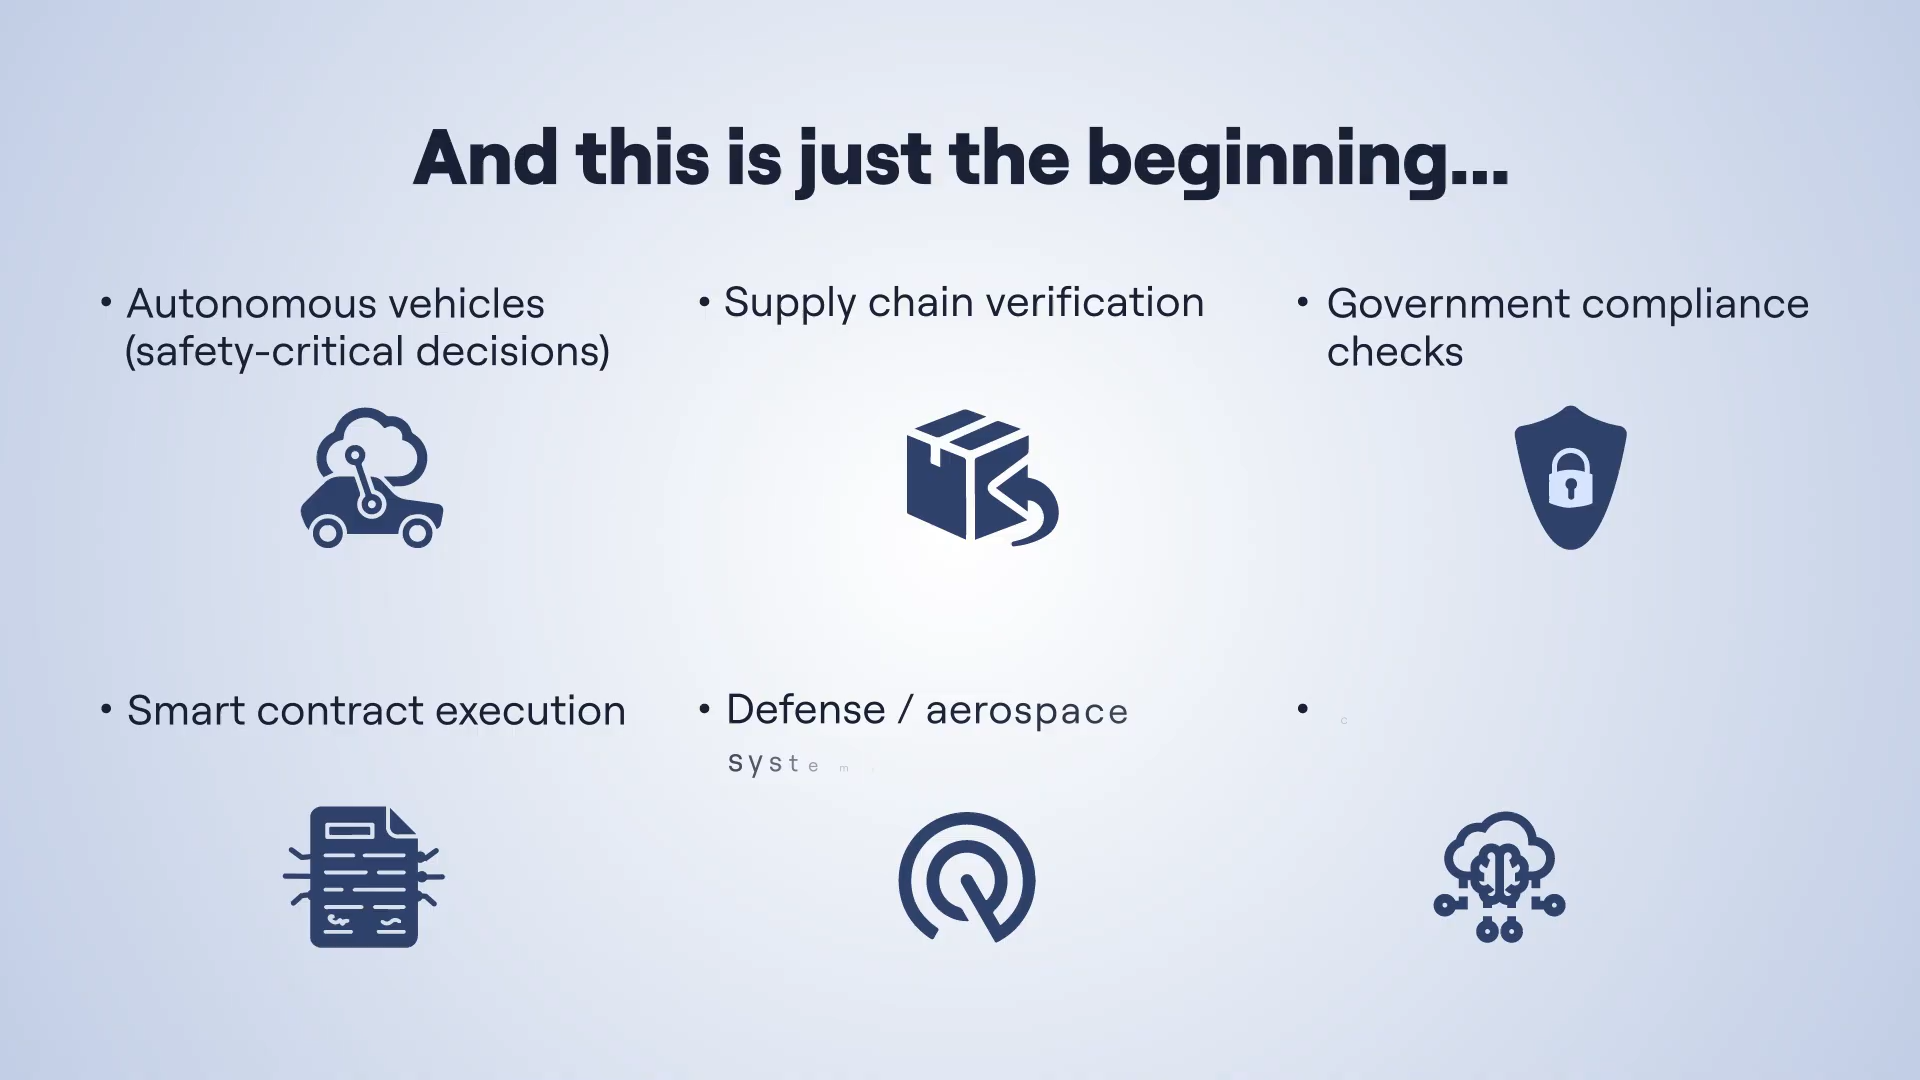 And this is just the beginning...
• Autonomous vehicles
(safety-critical decisions)
• Supply chain verification
• Government compliance
checks
• Smart contract execution
• Defense / aerospace
system
• c